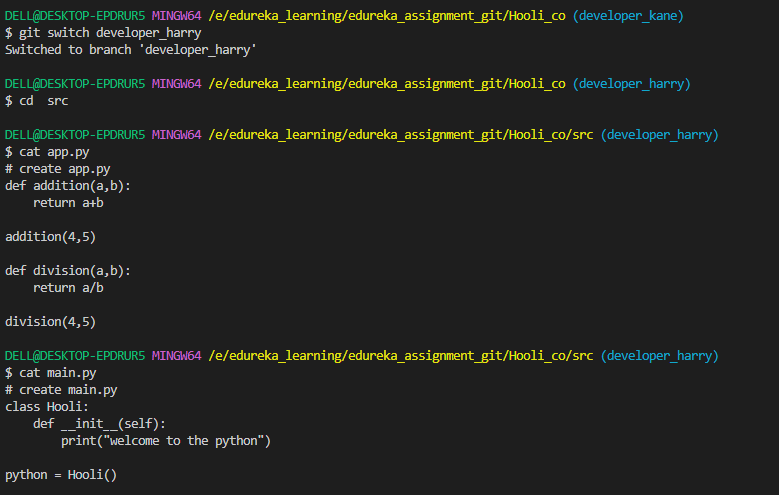 DELL@DESKTOP-EPDRUR5 MINGW64 /e/edureka_learning/edureka_assignment_git/Hooli_co (developer_kane)
$ git switch developer_harry
Switched to branch 'developer_harry'

DELL@DESKTOP-EPDRUR5 MINGW64 /e/edureka_learning/edureka_assignment_git/Hooli_co (developer_harry)
$ cd  src

DELL@DESKTOP-EPDRUR5 MINGW64 /e/edureka_learning/edureka_assignment_git/Hooli_co/src (developer_harry)
$ cat app.py
# create app.py
def addition(a,b):
    return a+b

addition(4,5)

def division(a,b):
    return a/b

division(4,5)

DELL@DESKTOP-EPDRUR5 MINGW64 /e/edureka_learning/edureka_assignment_git/Hooli_co/src (developer_harry)
$ cat main.py
# create main.py
class Hooli:
    def __init__(self):
        print("welcome to the python")

python = Hooli()